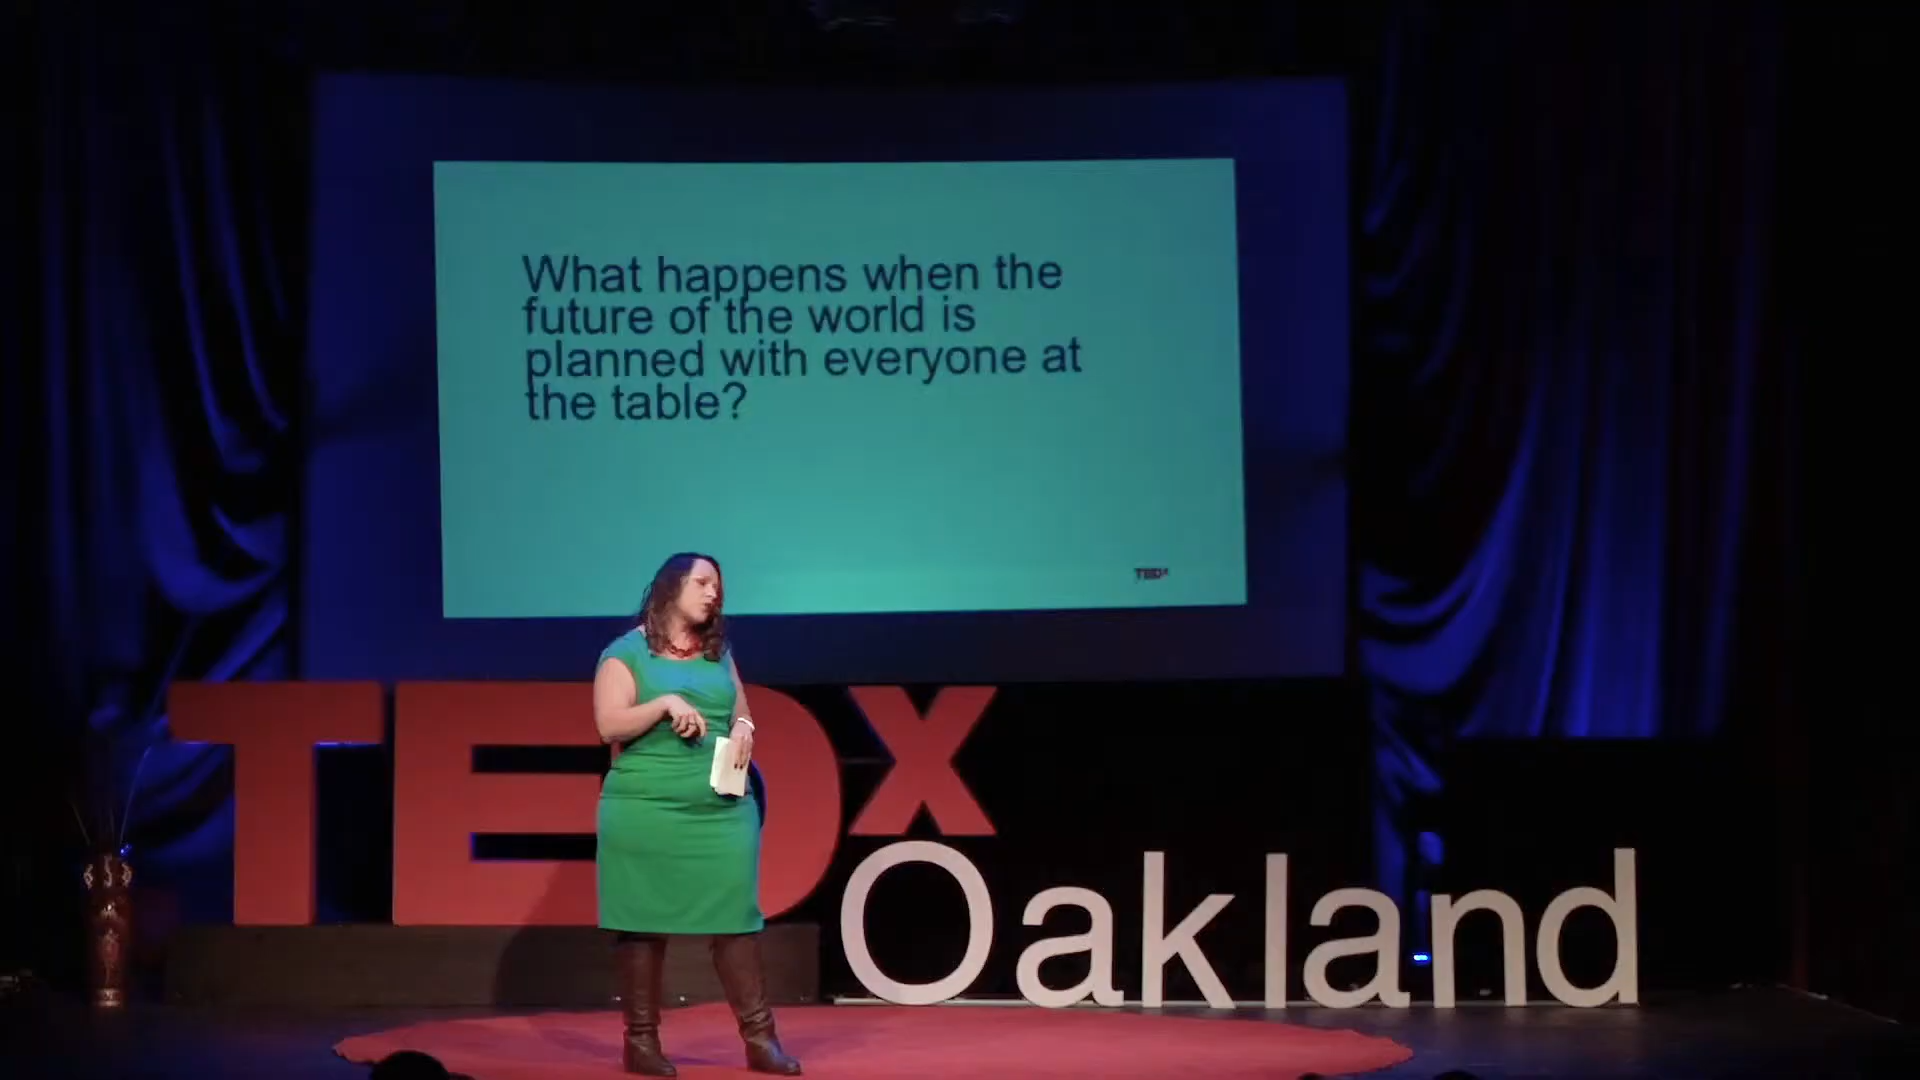 What happens when the
future of the world is
planned with everyone at
the table?
TEDx
TEDx
Oakland